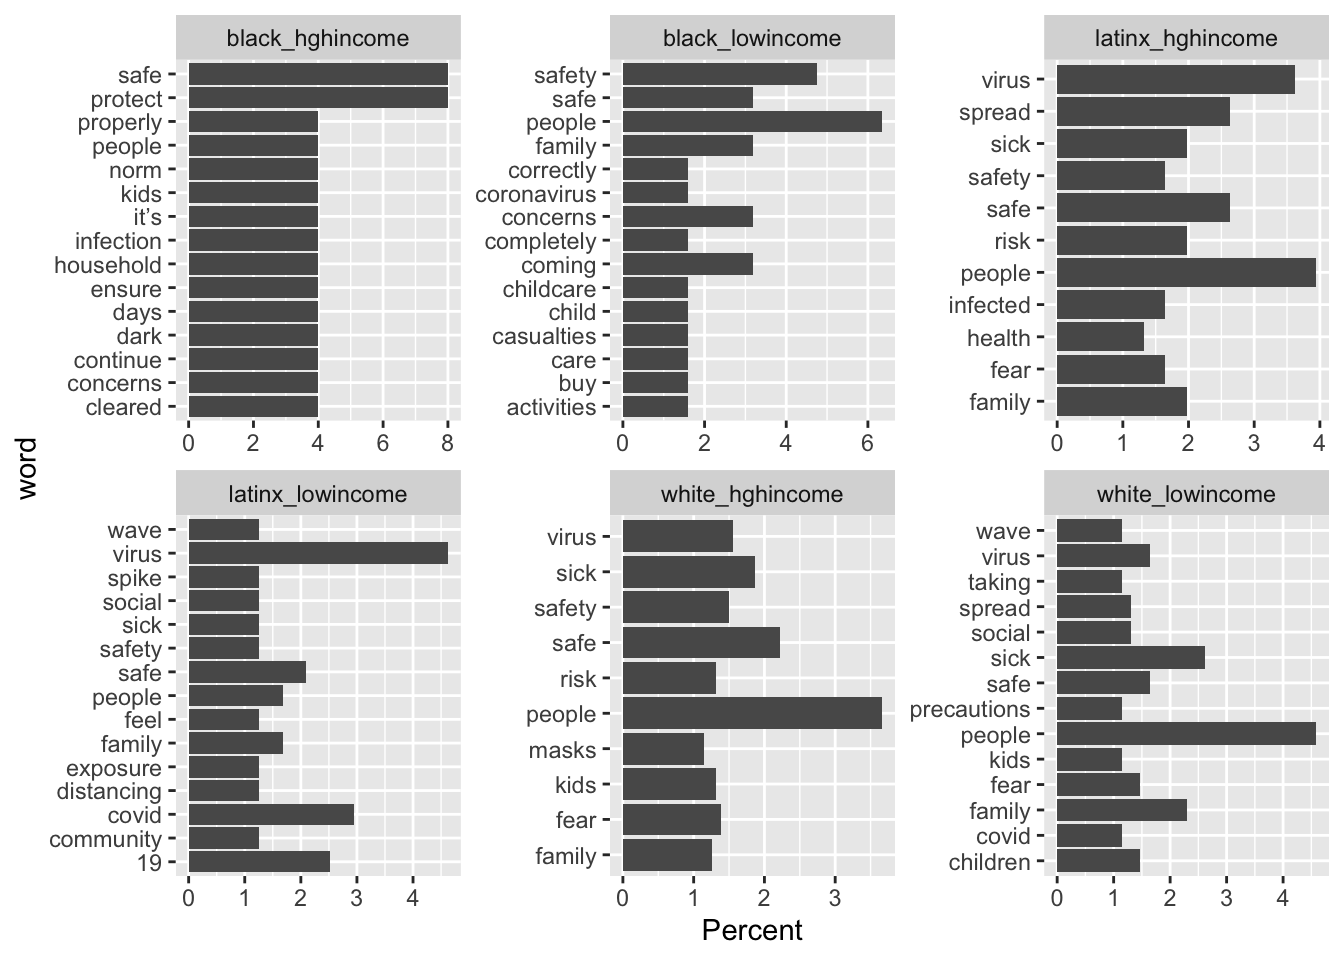 black_hghincome
safe
protect
properly
people
norm
kids
it’s
infection
household
ensure
days
dark
continue
concerns
cleared
0 2 4 6 8
black_lowincome
safety
safe
people
family
correctly
coronavirus
concerns
completely
coming
childcare
child
casualties
care
buy
activities
0 2 4 6
latinx_hghincome
virus
spread
sick
safety
safe
risk
people
infected
health
fear
family
0 1 2 3 4
word
latinx_lowincome
wave
virus
spike
social
sick
safety
safe
people
feel
family
exposure
distancing
covid
community
19
0 1 2 3 4
white_hghincome
virus
sick
safety
safe
risk
people
masks
kids
fear
family
0 1 2 3
white_lowincome
wave
virus
taking
spread
social
sick
safe
precautions
people
kids
fear
family
covid
children
0 1 2 3 4
Percent